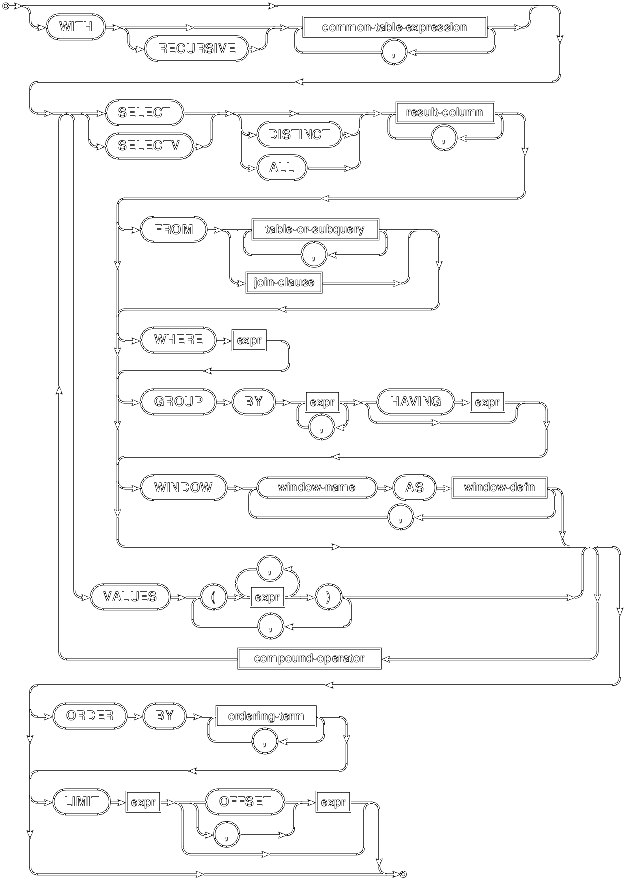 WITH common-table-expression
RECURSIVE ,
SELECT result-column
SELECTV DISTINCT ,
ALL
FROM table-or-subquery
,
join-clause
WHERE expr
GROUP BY expr HAVING expr
,
WINDOW window-name AS window-defn
,
,
VALUES ( expr )
,
compound-operator
ORDER BY ordering-term
,
LIMIT expr OFFSET expr
,